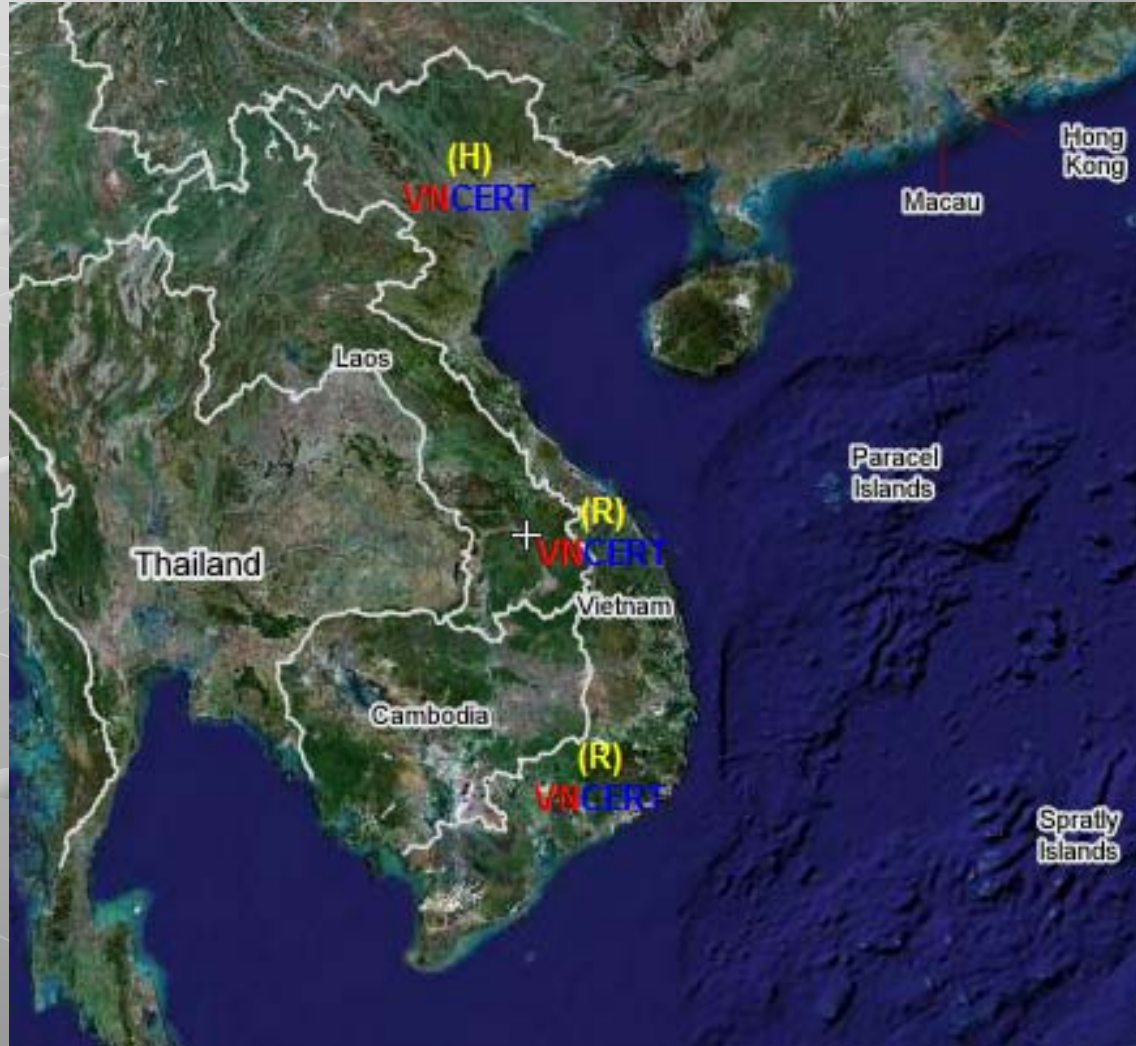 (H)
VNCERT
Hong
Kong
Macau
Laos
Paracel
Islands
(R)
VNCERT
Thailand
Vietnam
Cambodia
(R)
VNCERT
Spratly
Islands